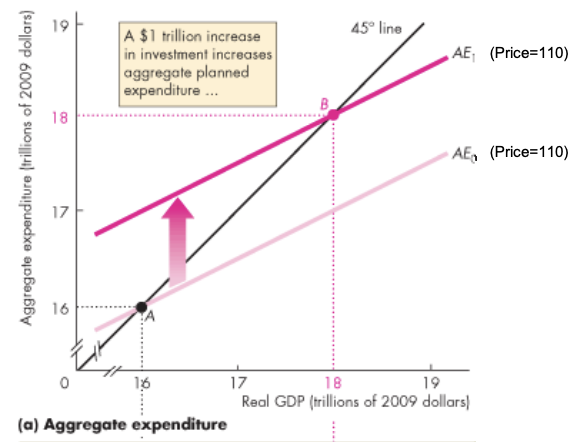 19
A $1 trillion increase
in investment increases
aggregate planned
expenditure ...
45° line
AE₁ (Price=110)
18
B
AE₀ (Price=110)
17
16
A
0
16
17
18
19
Aggregate expenditure (trillions of 2009 dollars)
Real GDP (trillions of 2009 dollars)
(a) Aggregate expenditure